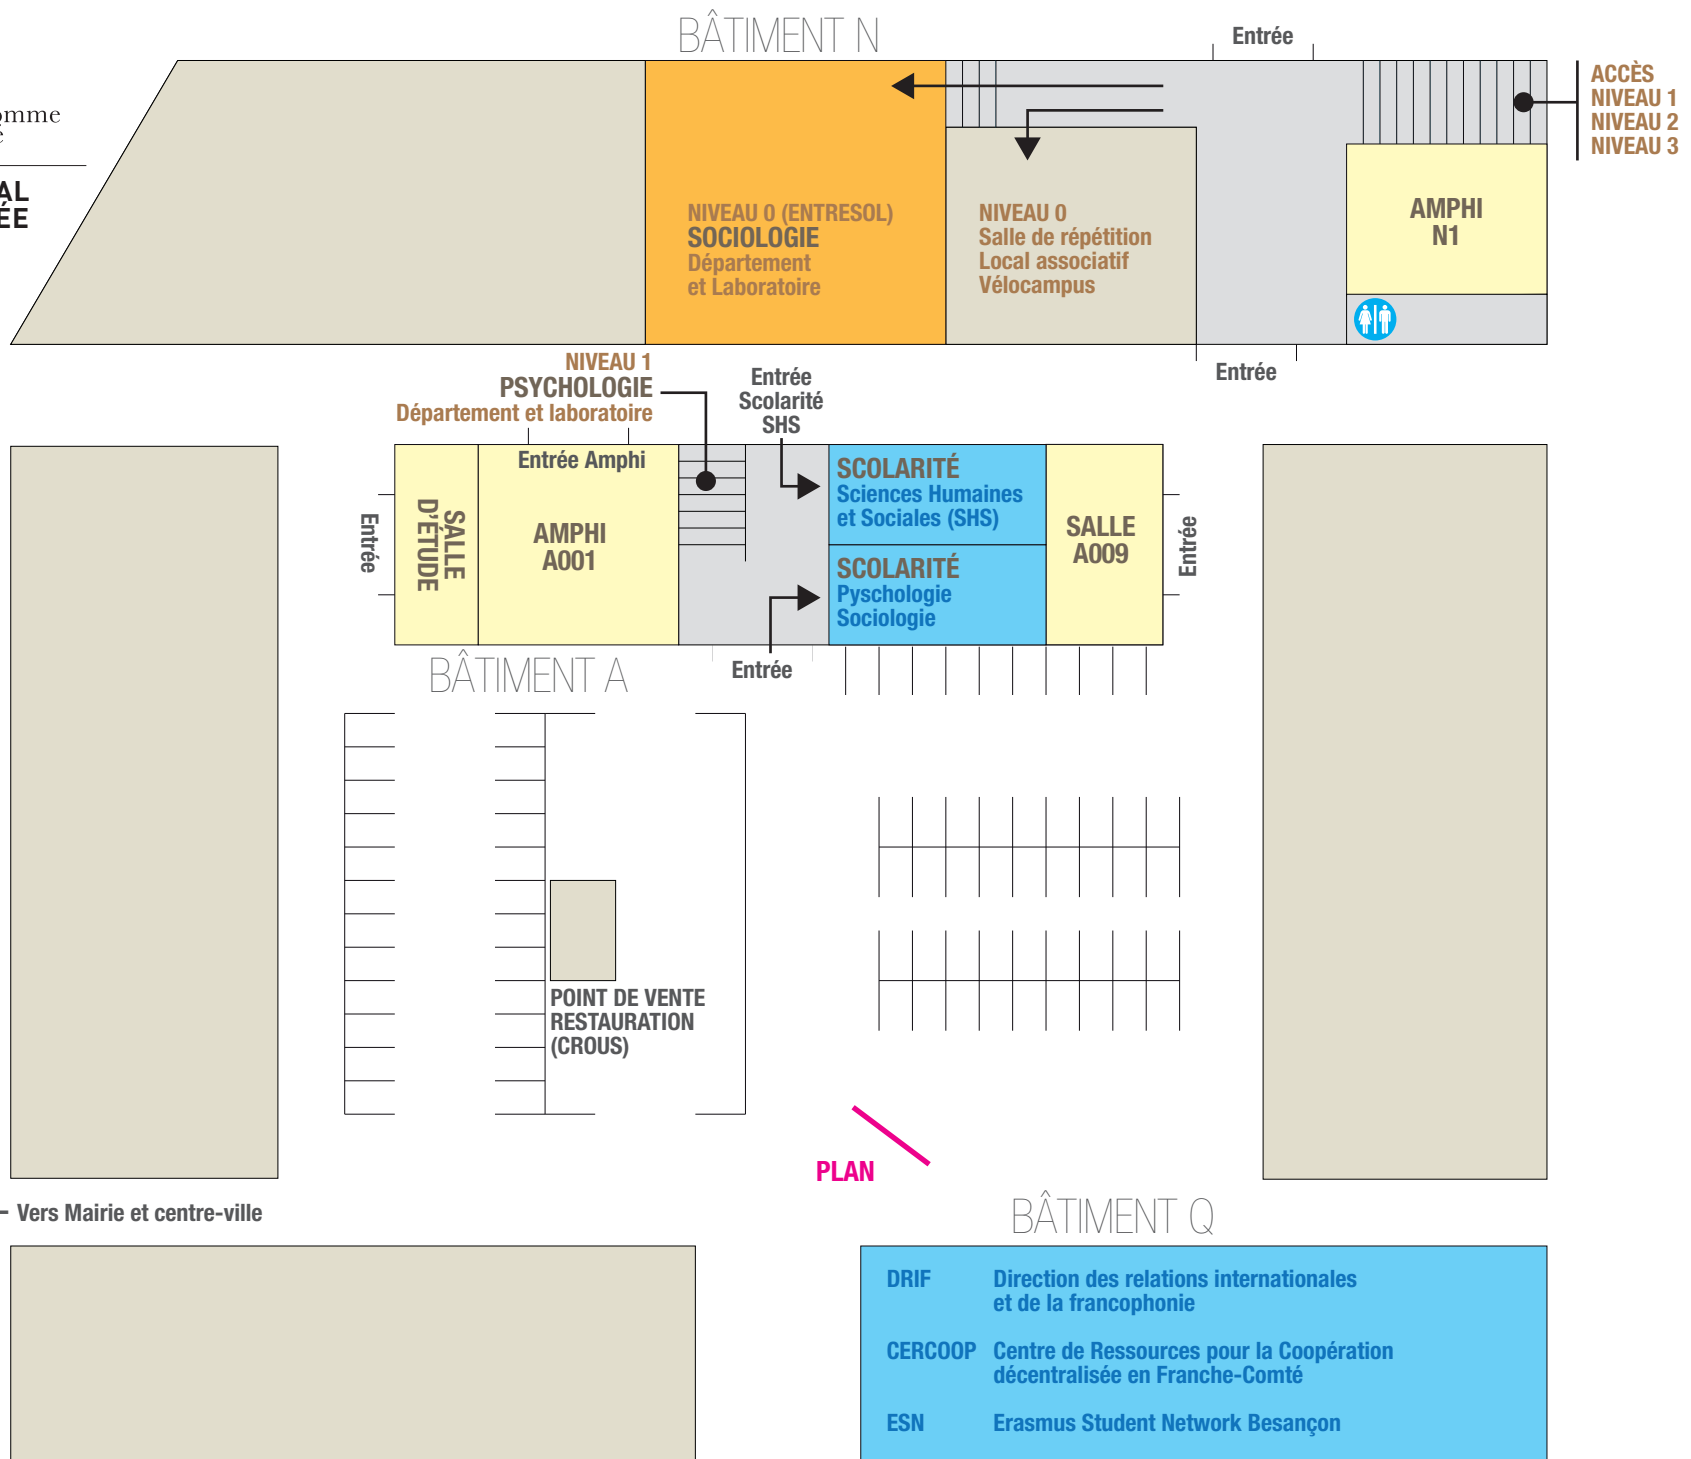 BÂTIMENT N
Entrée
ACCÈS
NIVEAU 1
NIVEAU 2
NIVEAU 3
NIVEAU 0 (ENTRESOL)
SOCIOLOGIE
Département
et Laboratoire
NIVEAU 0
Salle de répétition
Local associatif
Vélocampus
AMPHI
N1
Entrée
NIVEAU 1
PSYCHOLOGIE
Département et laboratoire
Entrée
Scolarité
SHS
Entrée Amphi
Entrée
SALLE
D'ÉTUDE
AMPHI
A001
SCOLARITÉ
Sciences Humaines
et Sociales (SHS)
SCOLARITÉ
Pyschologie
Sociologie
SALLE
A009
Entrée
Entrée
BÂTIMENT A
POINT DE VENTE
RESTAURATION
(CROUS)
PLAN
Vers Mairie et centre-ville
BÂTIMENT Q
DRIF Direction des relations internationales
et de la francophonie
CERCOOP Centre de Ressources pour la Coopération
décentralisée en Franche-Comté
ESN Erasmus Student Network Besançon